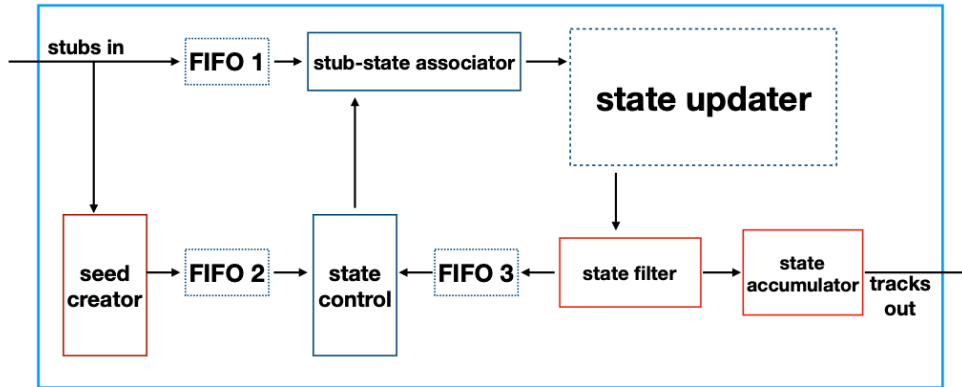 stubs in
FIFO 1
stub-state associator
state updater
seed
creator
FIFO 2
state
control
FIFO 3
state filter
state
accumulator
tracks
out